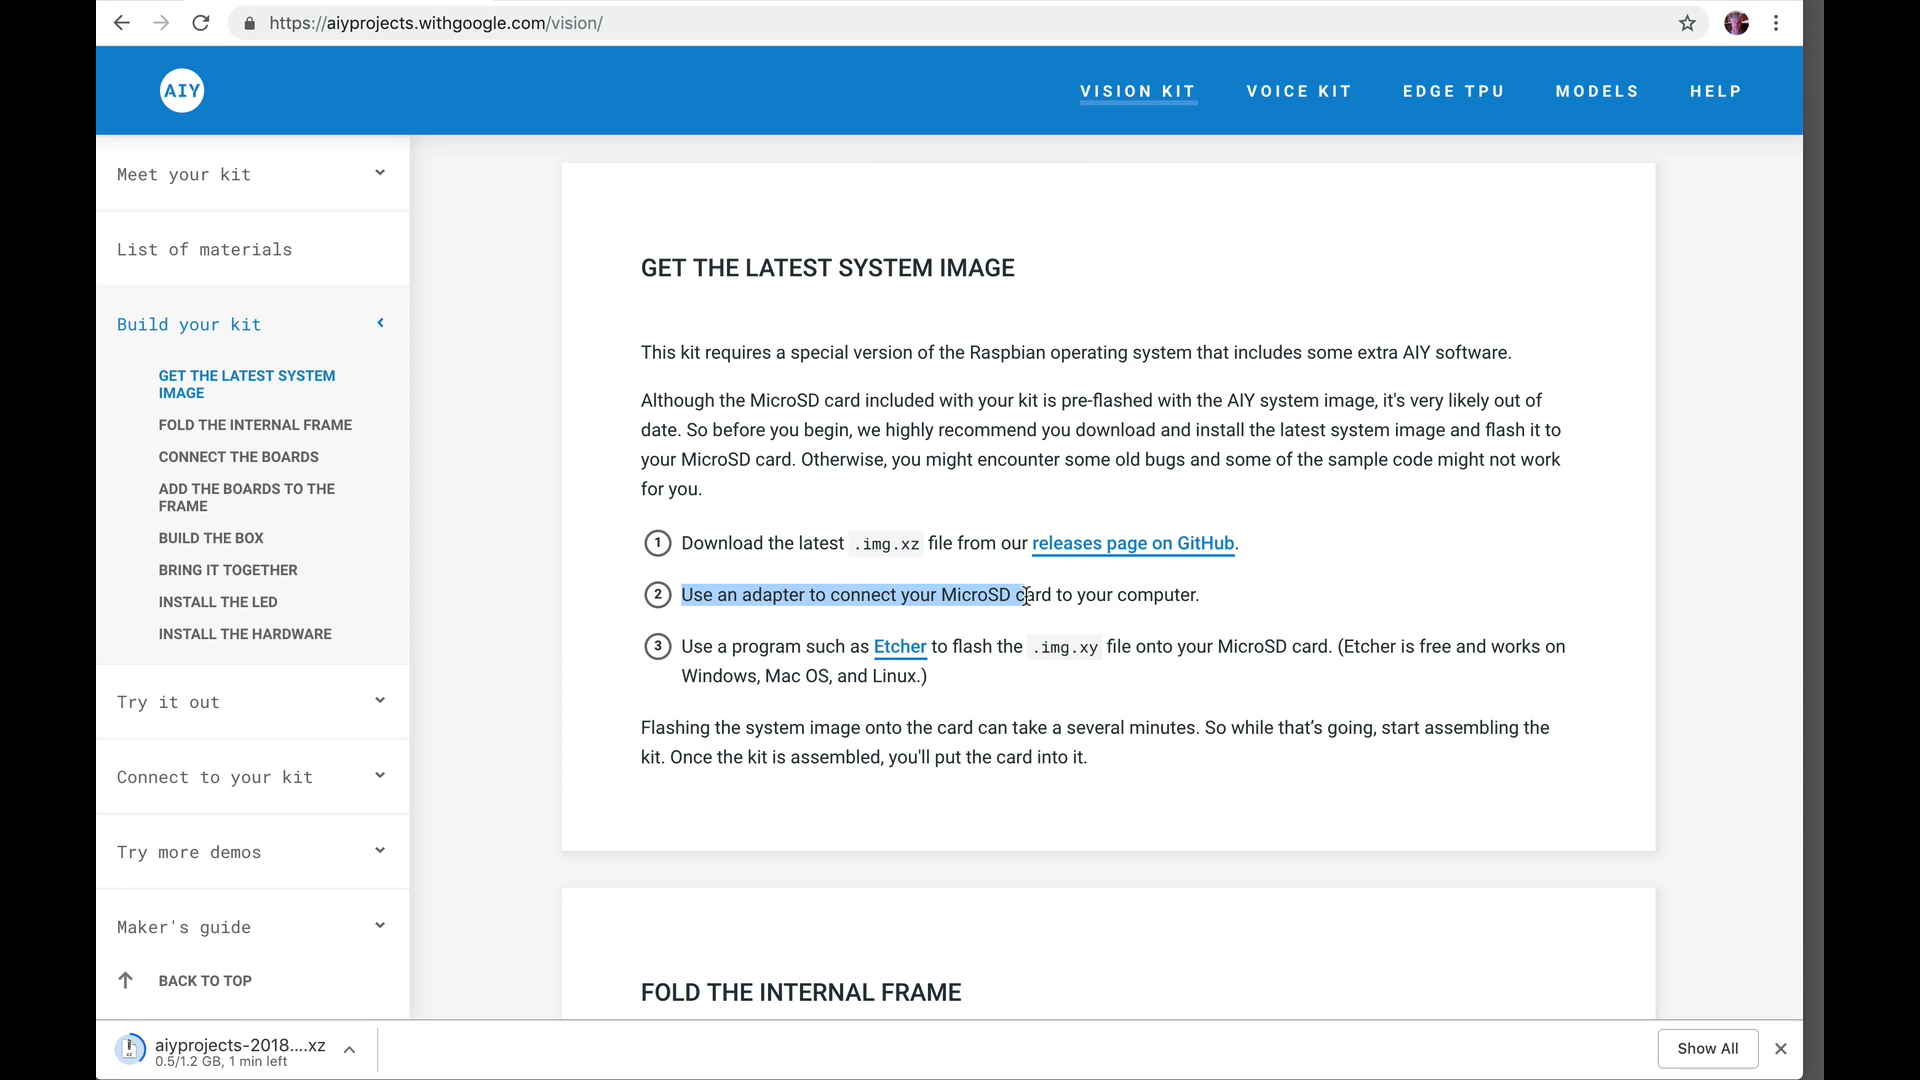 https://aiyprojects.withgoogle.com/vision/
AIY
VISION KIT
VOICE KIT
EDGE TPU
MODELS
HELP
Meet your kit
List of materials
Build your kit
GET THE LATEST SYSTEM
IMAGE
FOLD THE INTERNAL FRAME
CONNECT THE BOARDS
ADD THE BOARDS TO THE
FRAME
BUILD THE BOX
BRING IT TOGETHER
INSTALL THE LED
INSTALL THE HARDWARE
Try it out
Connect to your kit
Try more demos
Maker's guide
BACK TO TOP
GET THE LATEST SYSTEM IMAGE
This kit requires a special version of the Raspbian operating system that includes some extra AIY software.
Although the MicroSD card included with your kit is pre-flashed with the AIY system image, it's very likely out of
date. So before you begin, we highly recommend you download and install the latest system image and flash it to
your MicroSD card. Otherwise, you might encounter some old bugs and some of the sample code might not work
for you.
1 Download the latest .img.xz file from our releases page on GitHub.
2 Use an adapter to connect your MicroSD card to your computer.
3 Use a program such as Etcher to flash the .img.xy file onto your MicroSD card. (Etcher is free and works on
Windows, Mac OS, and Linux.)
Flashing the system image onto the card can take a several minutes. So while that’s going, start assembling the
kit. Once the kit is assembled, you'll put the card into it.
FOLD THE INTERNAL FRAME
aiyprojects-2018....xz
0.5/1.2 GB, 1 min left
Show All